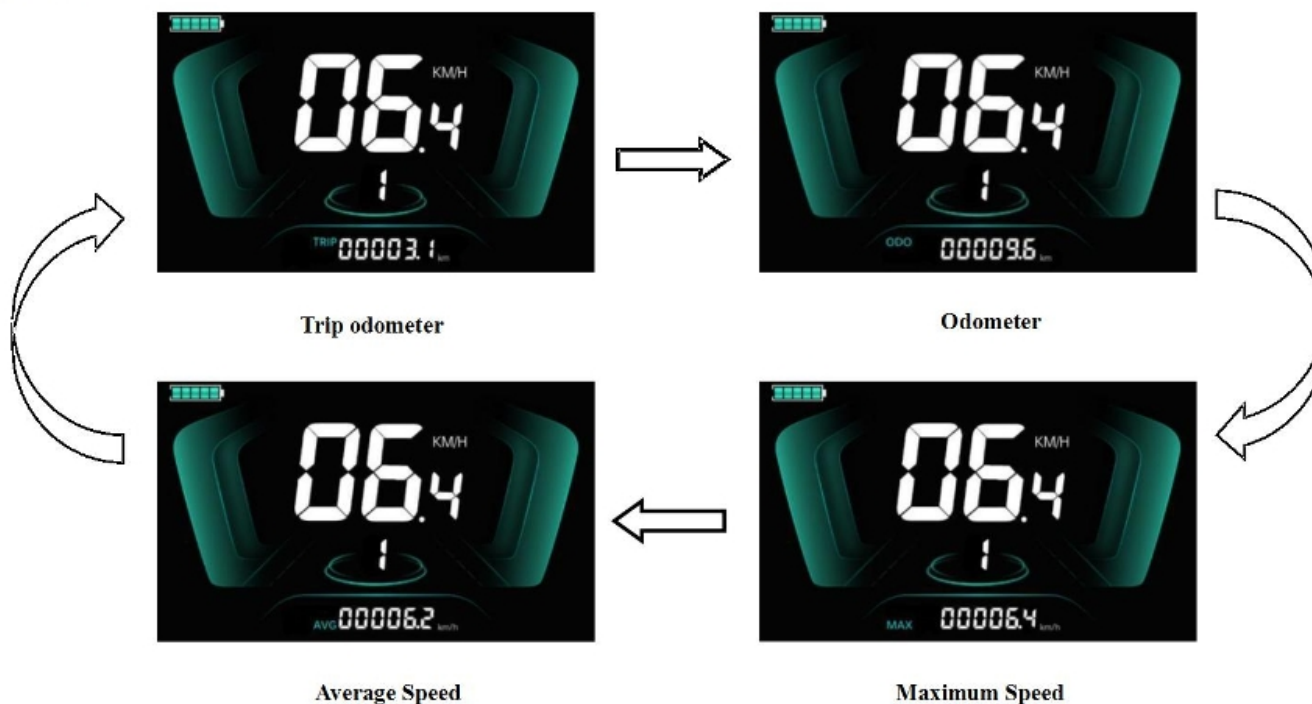 KM/H
06.4
1
TRIP 00003.1 km
Trip odometer
KM/H
06.4
1
ODO 00009.6 km
Odometer
KM/H
06.4
1
AVG 00006.2 km/h
Average Speed
KM/H
06.4
1
MAX 00006.4 km/h
Maximum Speed